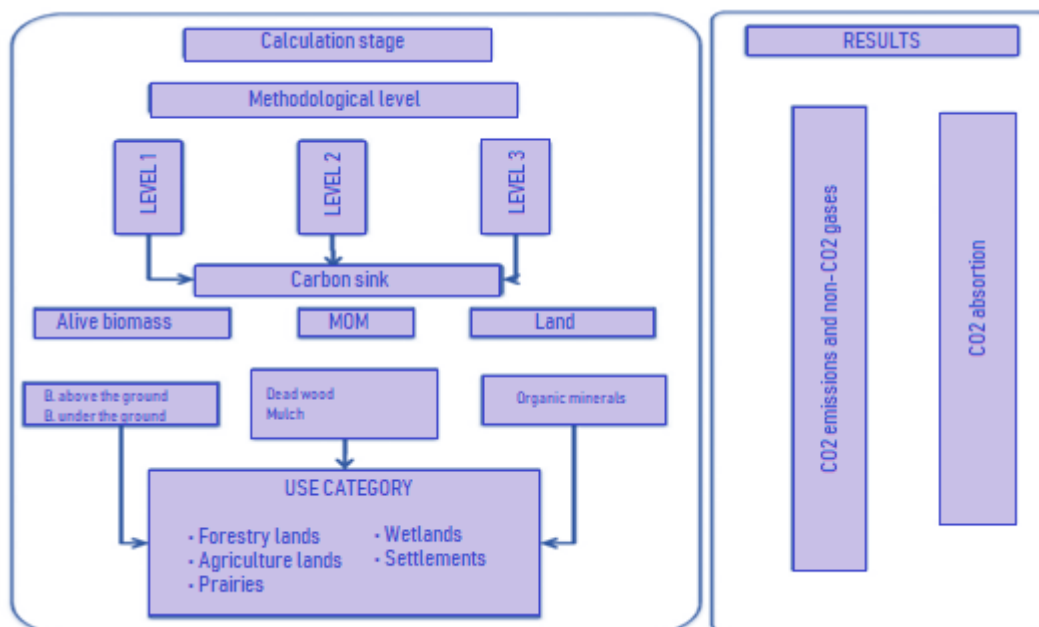 Calculation stage
Methodological level
LEVEL 1
LEVEL 2
LEVEL 3
Carbon sink
Alive biomass
MOM
Land
B. above the ground
B. under the ground
Dead wood
Mulch
Organic minerals
USE CATEGORY
· Forestry lands
· Agriculture lands
· Prairies
· Wetlands
· Settlements
RESULTS
CO2 emissions and non-CO2 gases
CO2 absortion